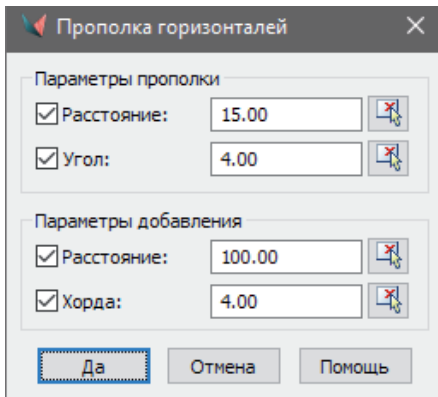 Прополка горизонталей
Параметры прополки
Расстояние: 15.00
Угол: 4.00
Параметры добавления
Расстояние: 100.00
Хорда: 4.00
Да Отмена Помощь